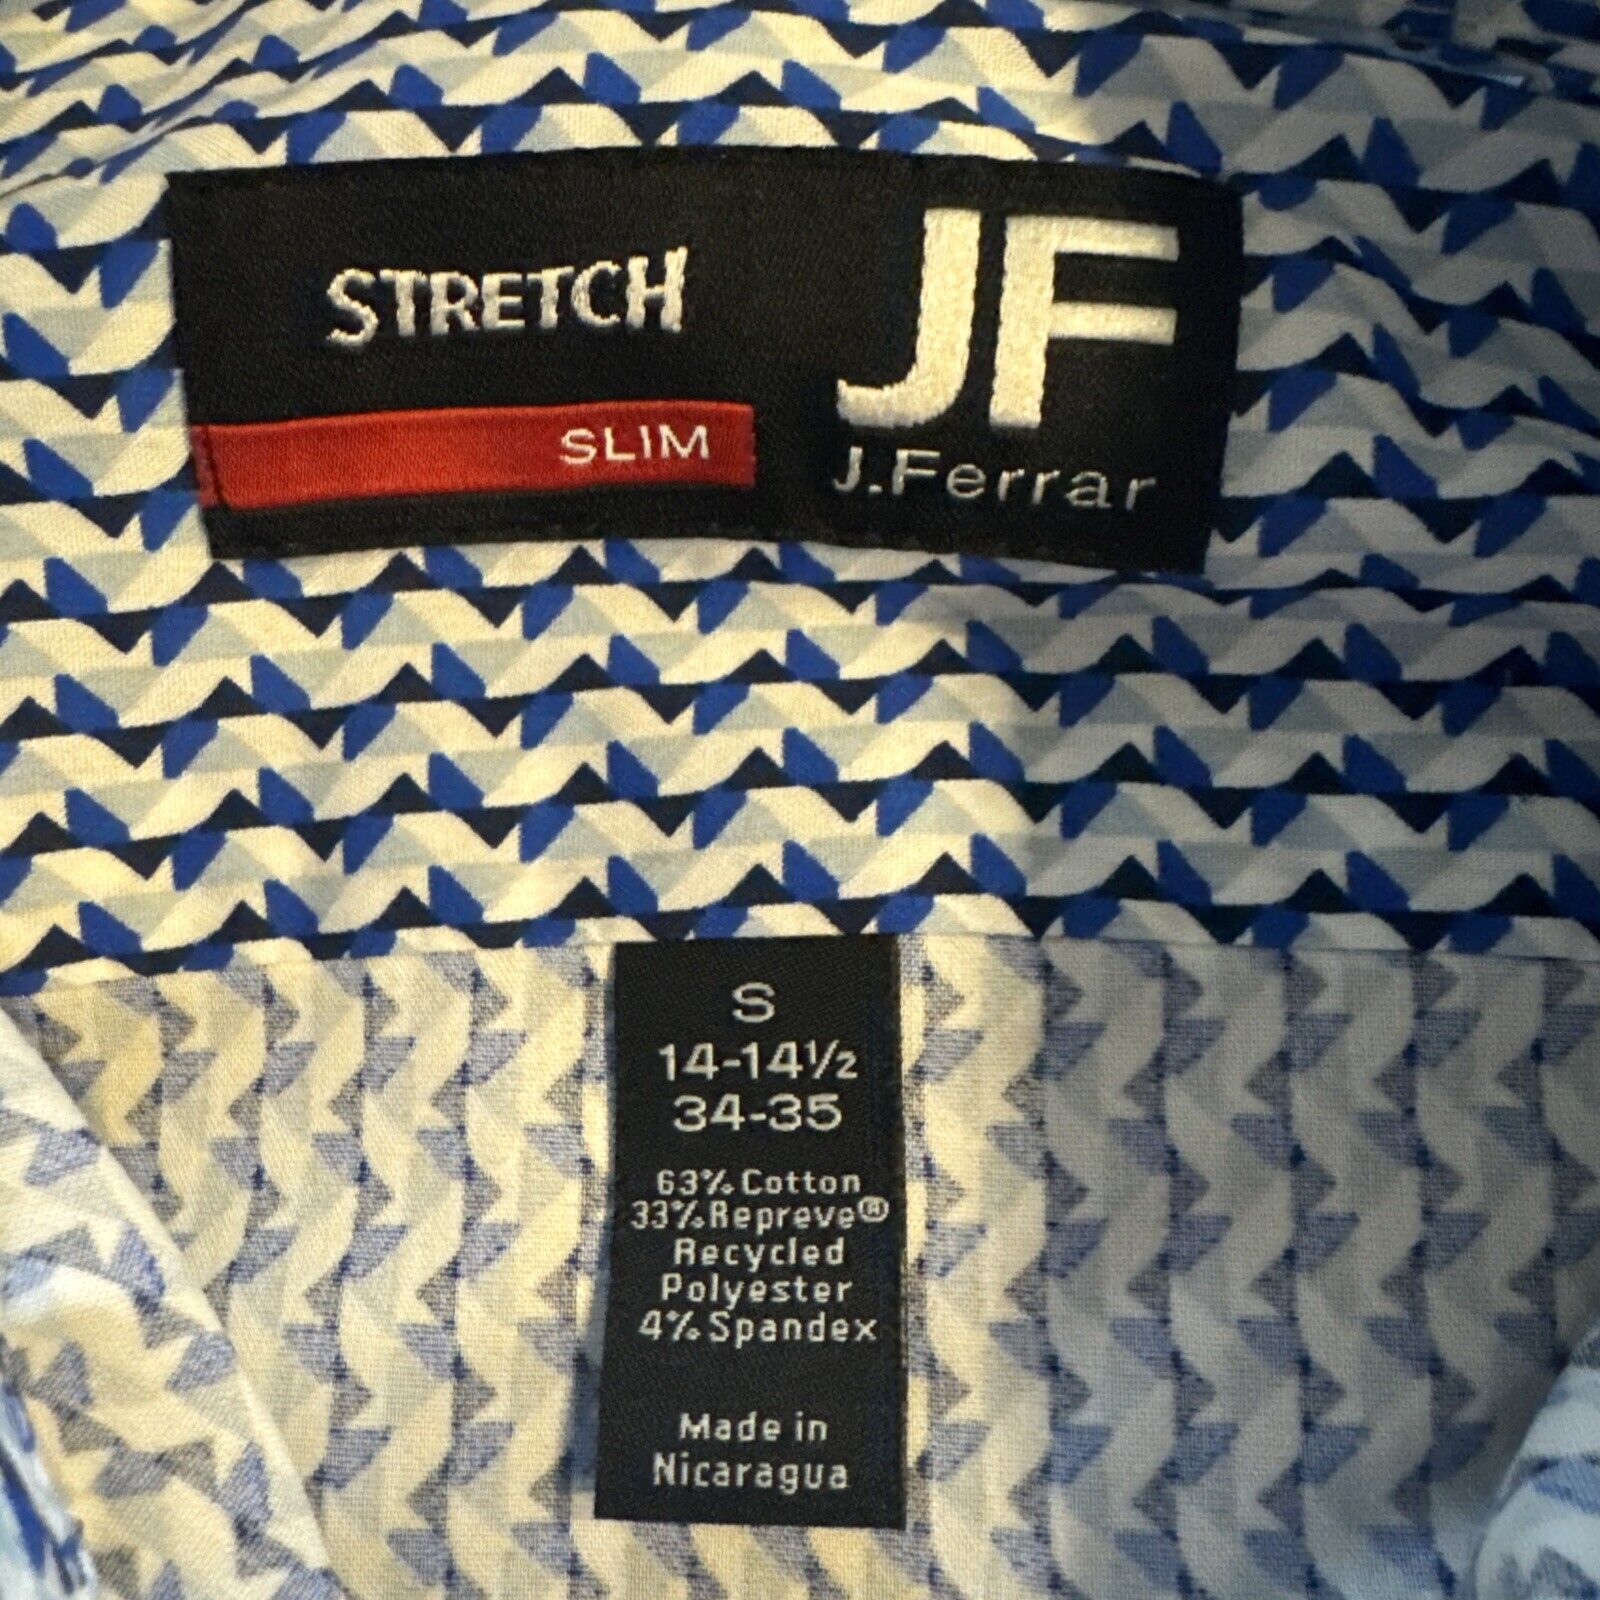 STRETCH
SLIM
JF
J.Ferrar
S
14-14½
34-35
63% Cotton
33% Repreve®
Recycled
Polyester
4% Spandex
Made in
Nicaragua